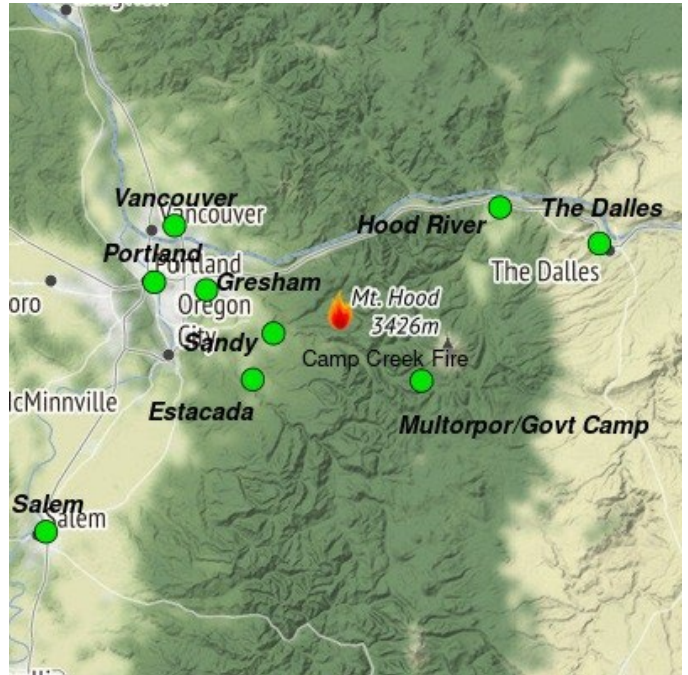 Vancouver
Vancouver
Hood River
The Dalles
The Dalles
Portland
Portland
Gresham
Oregon
City
Mt. Hood
3426m
oro
Sandy
Camp Creek Fire
McMinnville
Estacada
Multorpor/Govt Camp
Salem
Salem